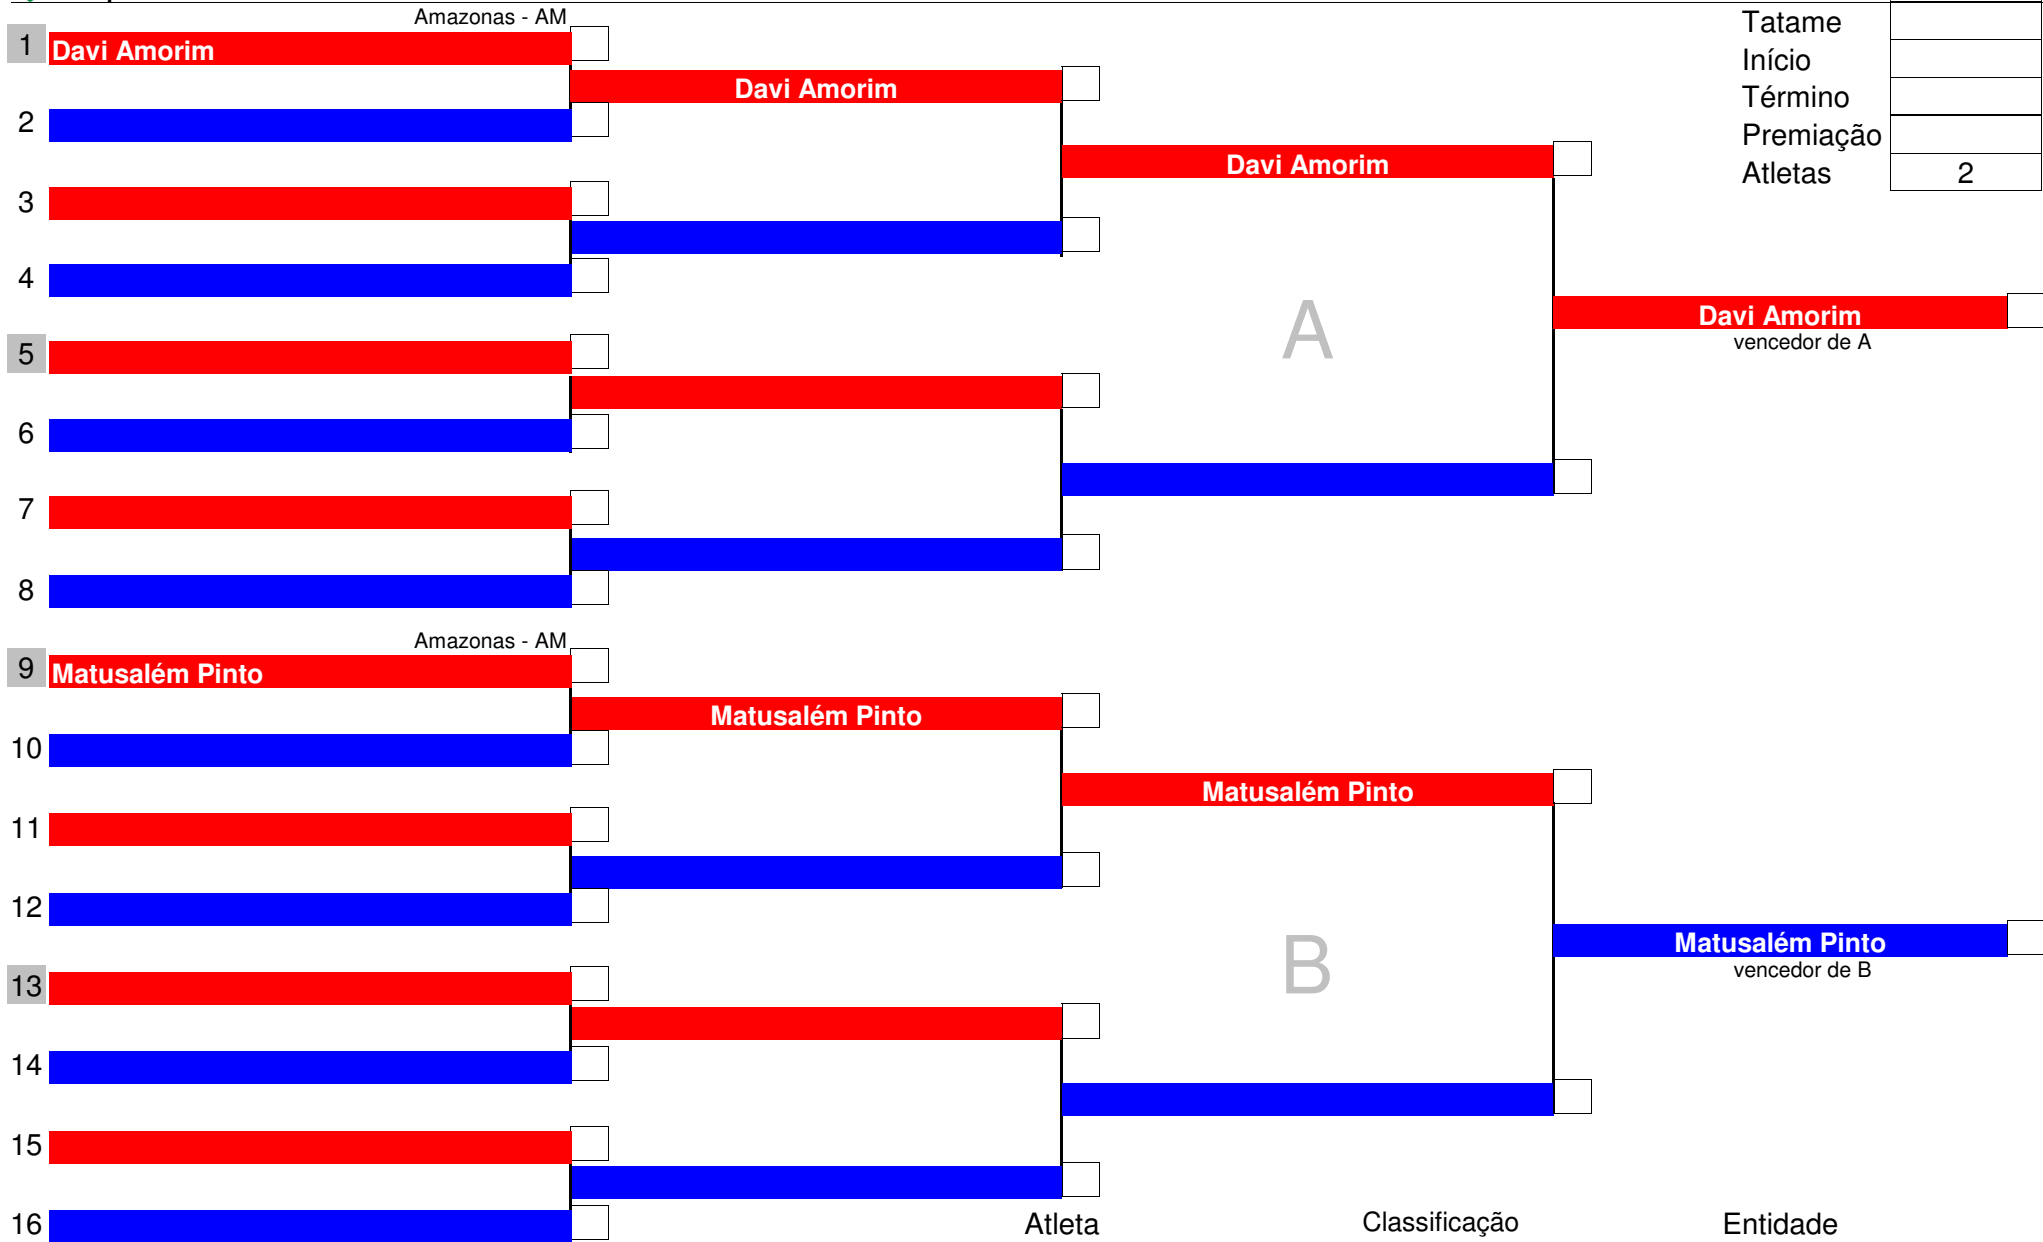 Amazonas - AM
Tatame
1 Davi Amorim
Início
Davi Amorim
Término
2
Premiação
Davi Amorim
Atletas 2
3
4
A
Davi Amorim
vencedor de A
5
6
7
8
Amazonas - AM
9 Matusalém Pinto
Matusalém Pinto
10
Matusalém Pinto
11
12
B
Matusalém Pinto
vencedor de B
13
14
15
16
Atleta Classificação Entidade